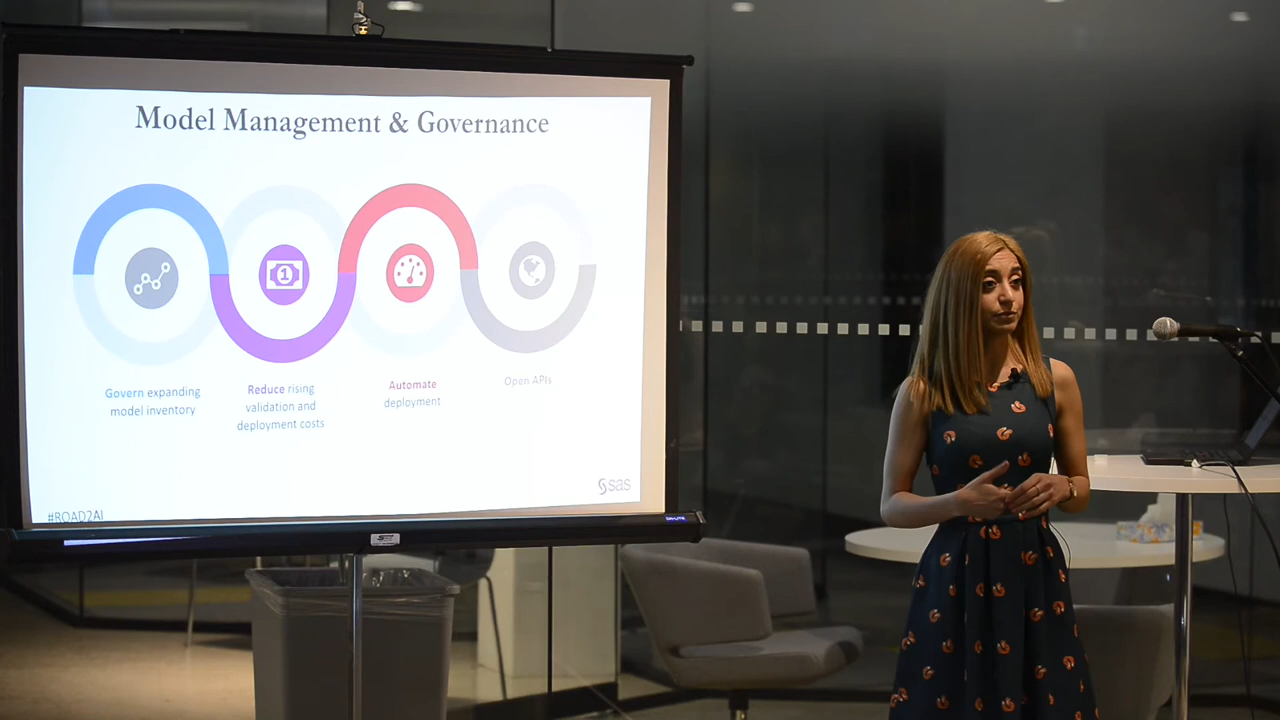 Model Management & Governance
1
Govern expanding
model inventory
Reduce rising
validation and
deployment costs
Automate
deployment
Open APIs
sas
#ROAD2AI